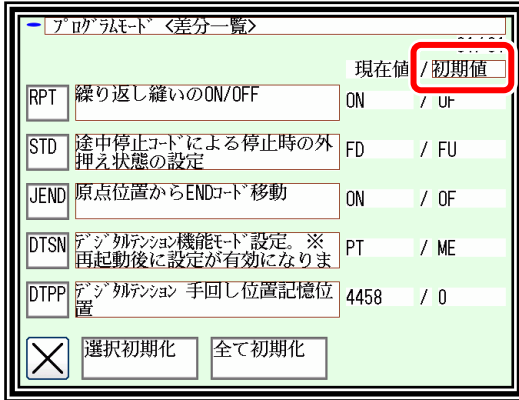 プログラムモード <差分一覧>
現在値 / 初期値
RPT 繰り返し縫いのON/OFF ON / OF
STD 途中停止コードによる停止時の外
押え状態の設定 FD / FU
JEND 原点位置からENDコード移動 ON / OF
DTSN デジタルテンション機能モード設定。※
再起動後に設定が有効になりま PT / ME
DTPP デジタルテンション 手回し位置記憶位
置 4458 / 0
選択初期化 全て初期化